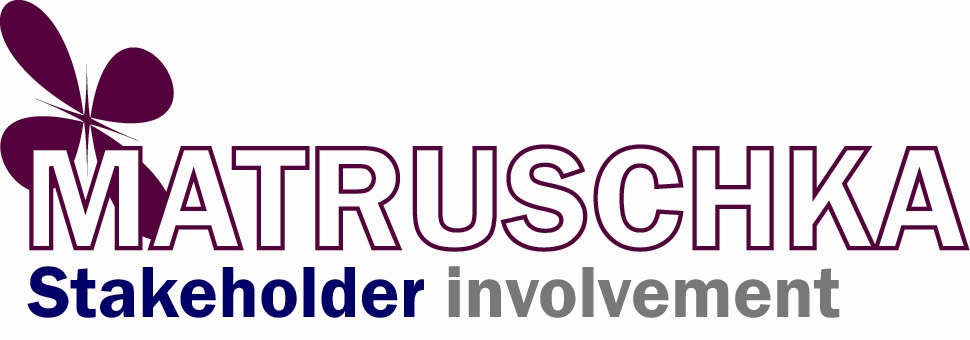 MATRUSCHKA
Stakeholder involvement